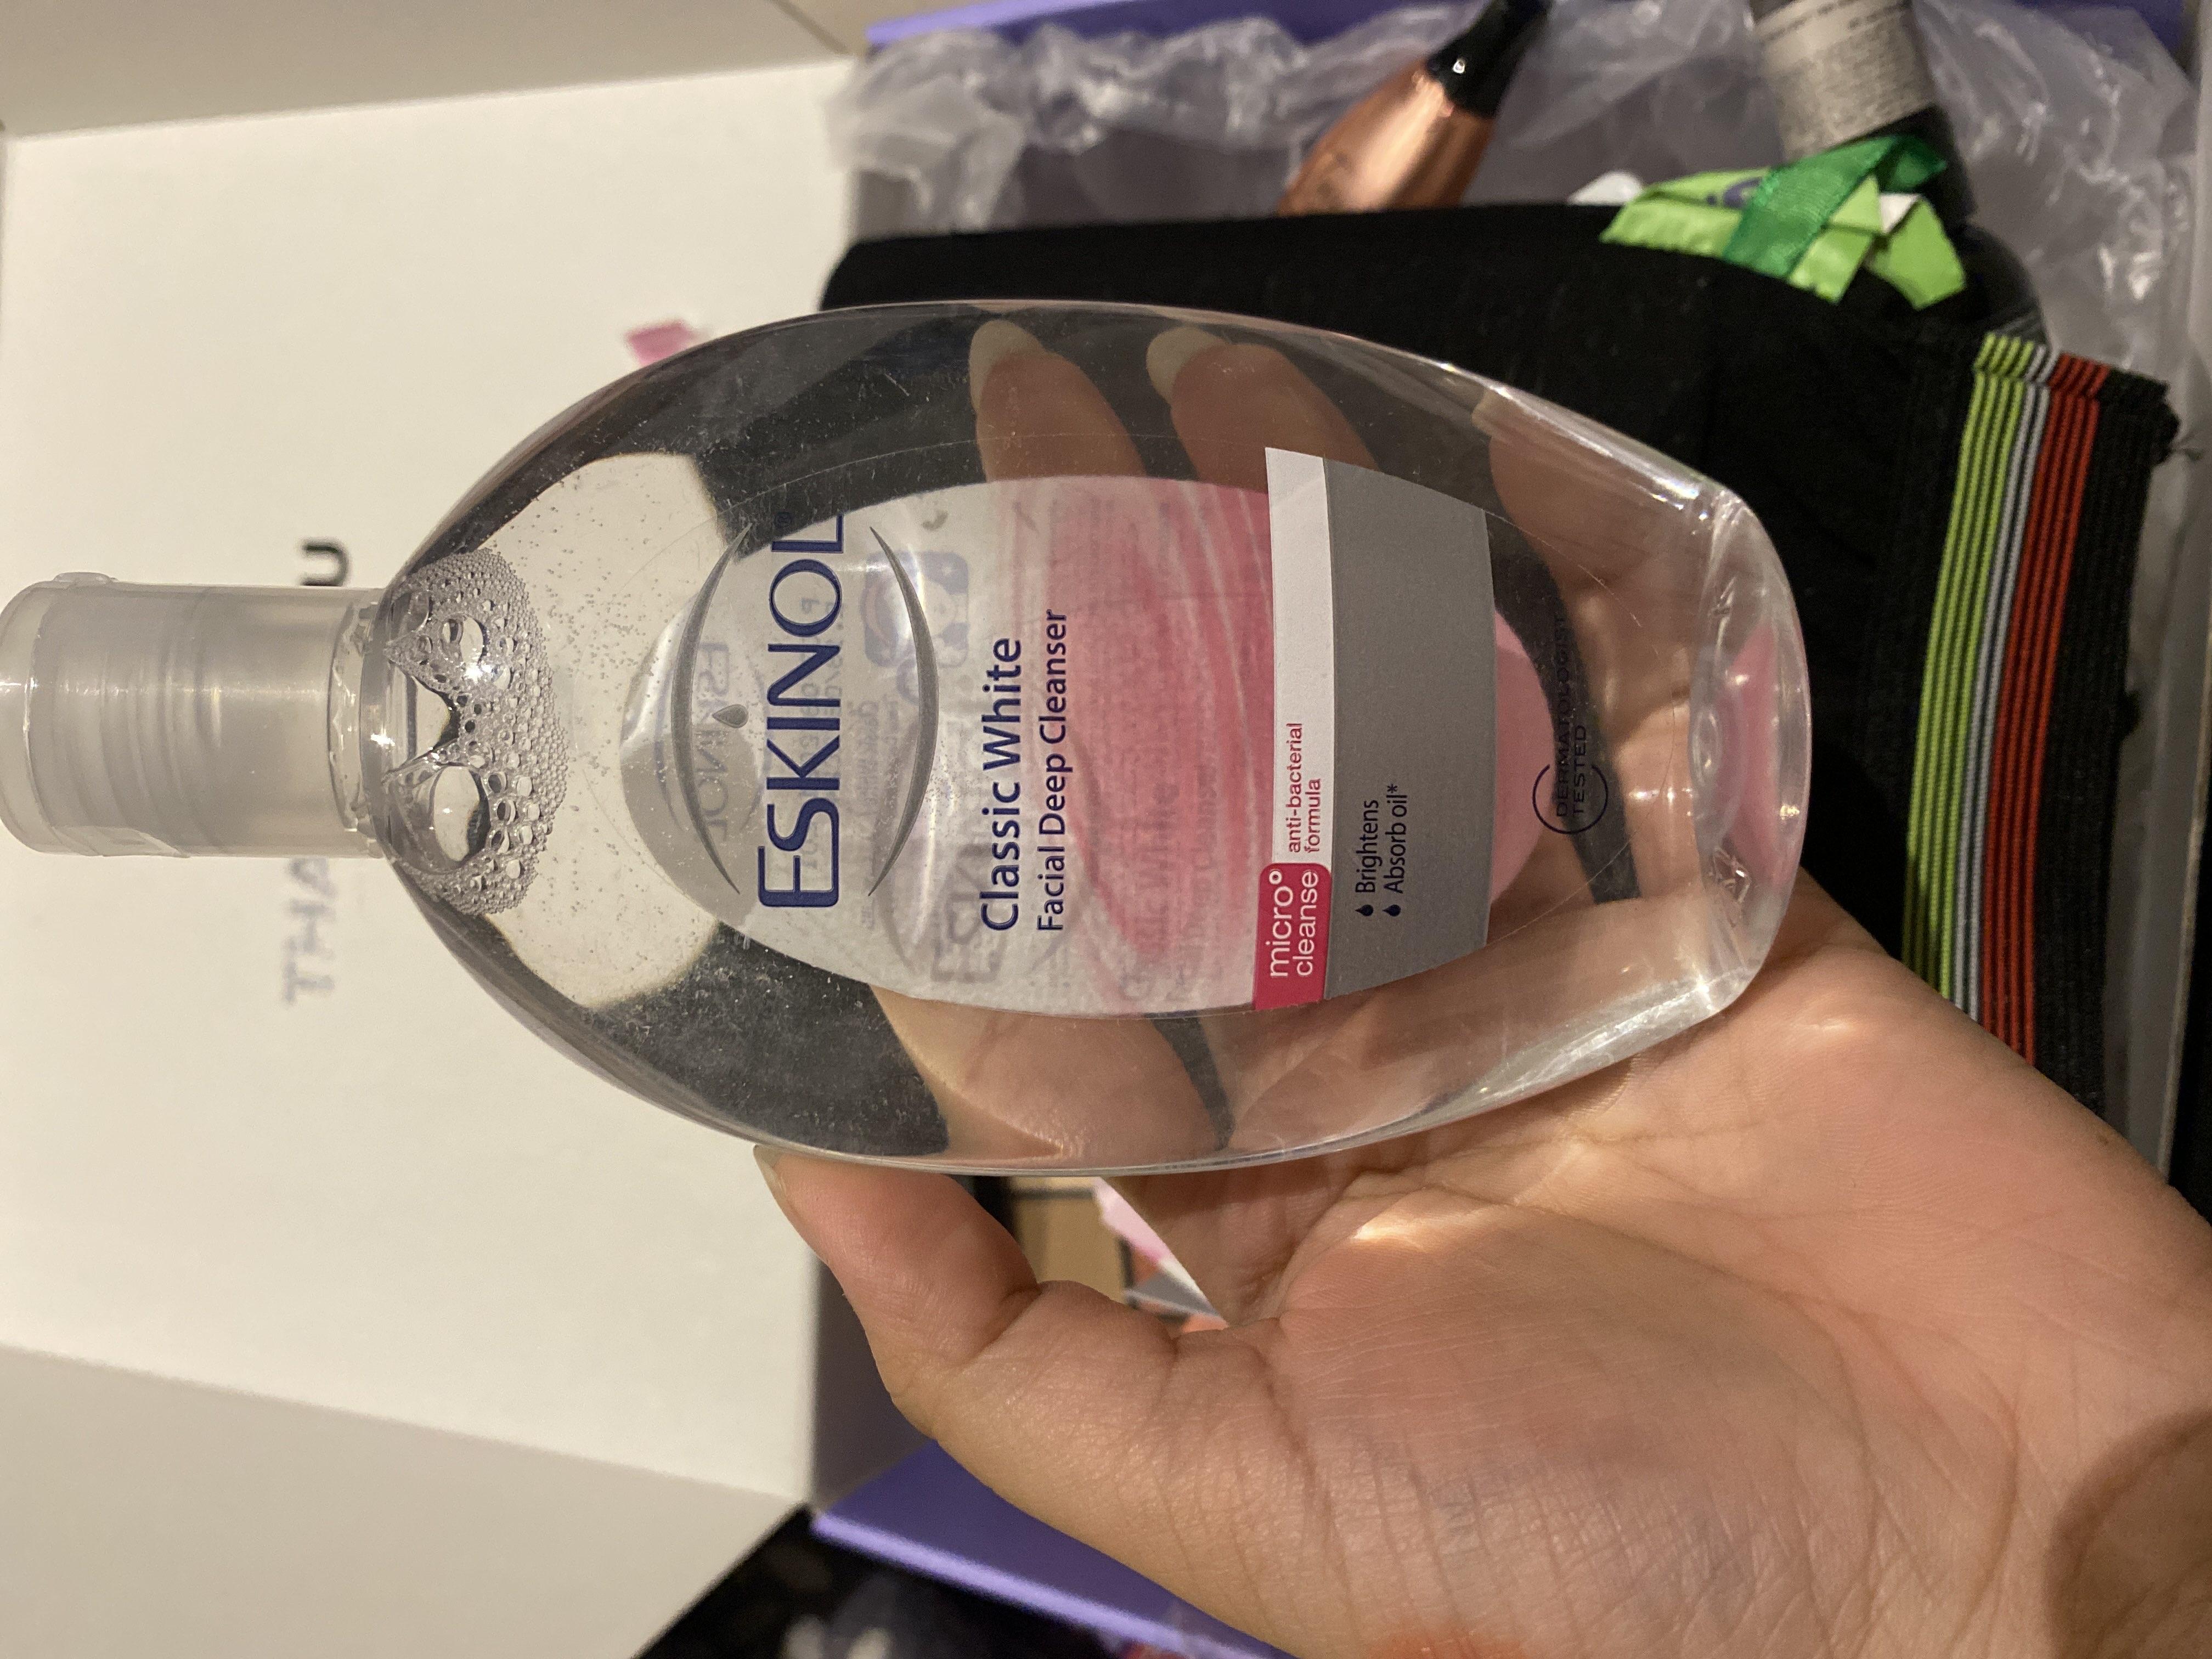 ESKINOL®
Classic White
Facial Deep Cleanser
micro
cleanse
anti-bacterial
formula
Brightens
Absorb oil*
DERMATOLOGIST
TESTED